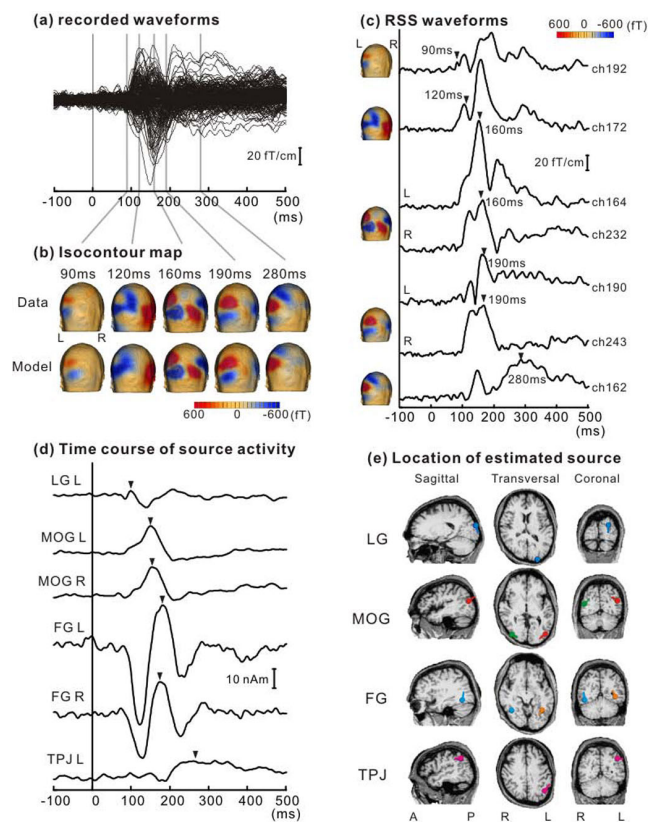 (a) recorded waveforms
20 fT/cm
-100 0 100 200 300 400 500
(ms)
(b) Isocontour map
90ms 120ms 160ms 190ms 280ms
Data
L R
Model
600 0 -600(fT)
(c) RSS waveforms
600 0 -600 (fT)
L R
90ms
ch192
120ms
ch172
160ms
20 fT/cm
L
ch164
160ms
R
ch232
190ms
L
ch190
190ms
R
ch243
280ms
ch162
-100 0 100 200 300 400 500
(ms)
(d) Time course of source activity
LG L
MOG L
MOG R
FG L
10 nAm
FG R
TPJ L
-100 0 100 200 300 400 500
(ms)
(e) Location of estimated source
Sagittal Transversal Coronal
LG
MOG
FG
TPJ
A P R L R L